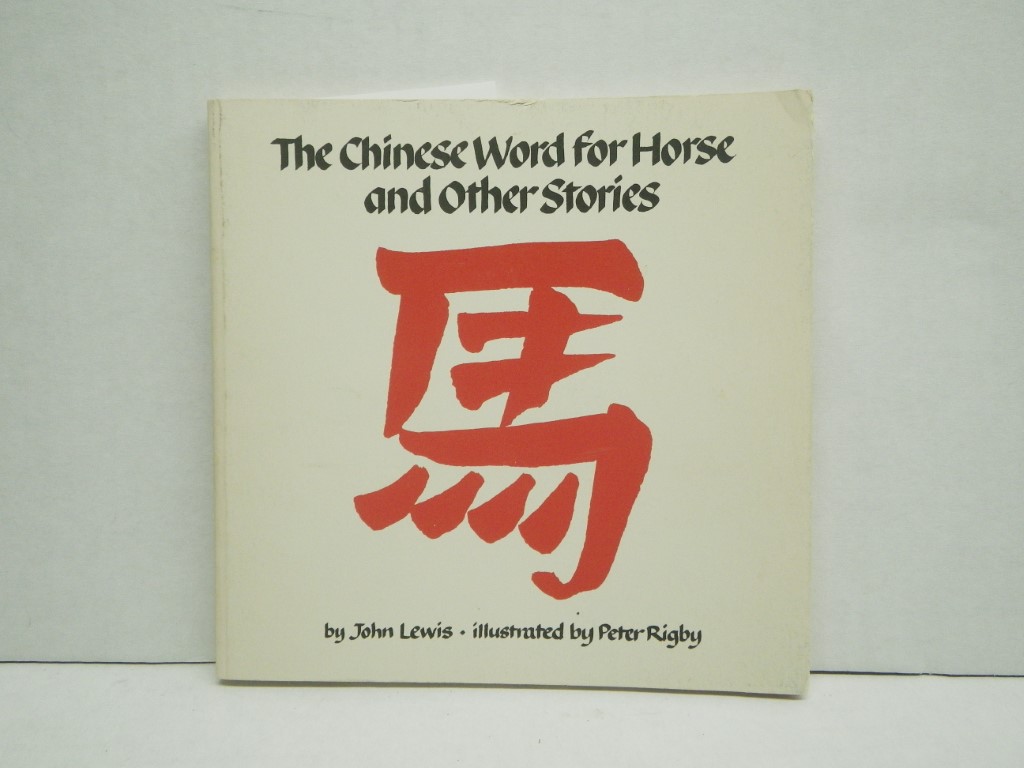 The Chinese Word for Horse
and Other Stories
馬
by John Lewis · illustrated by Peter Rigby